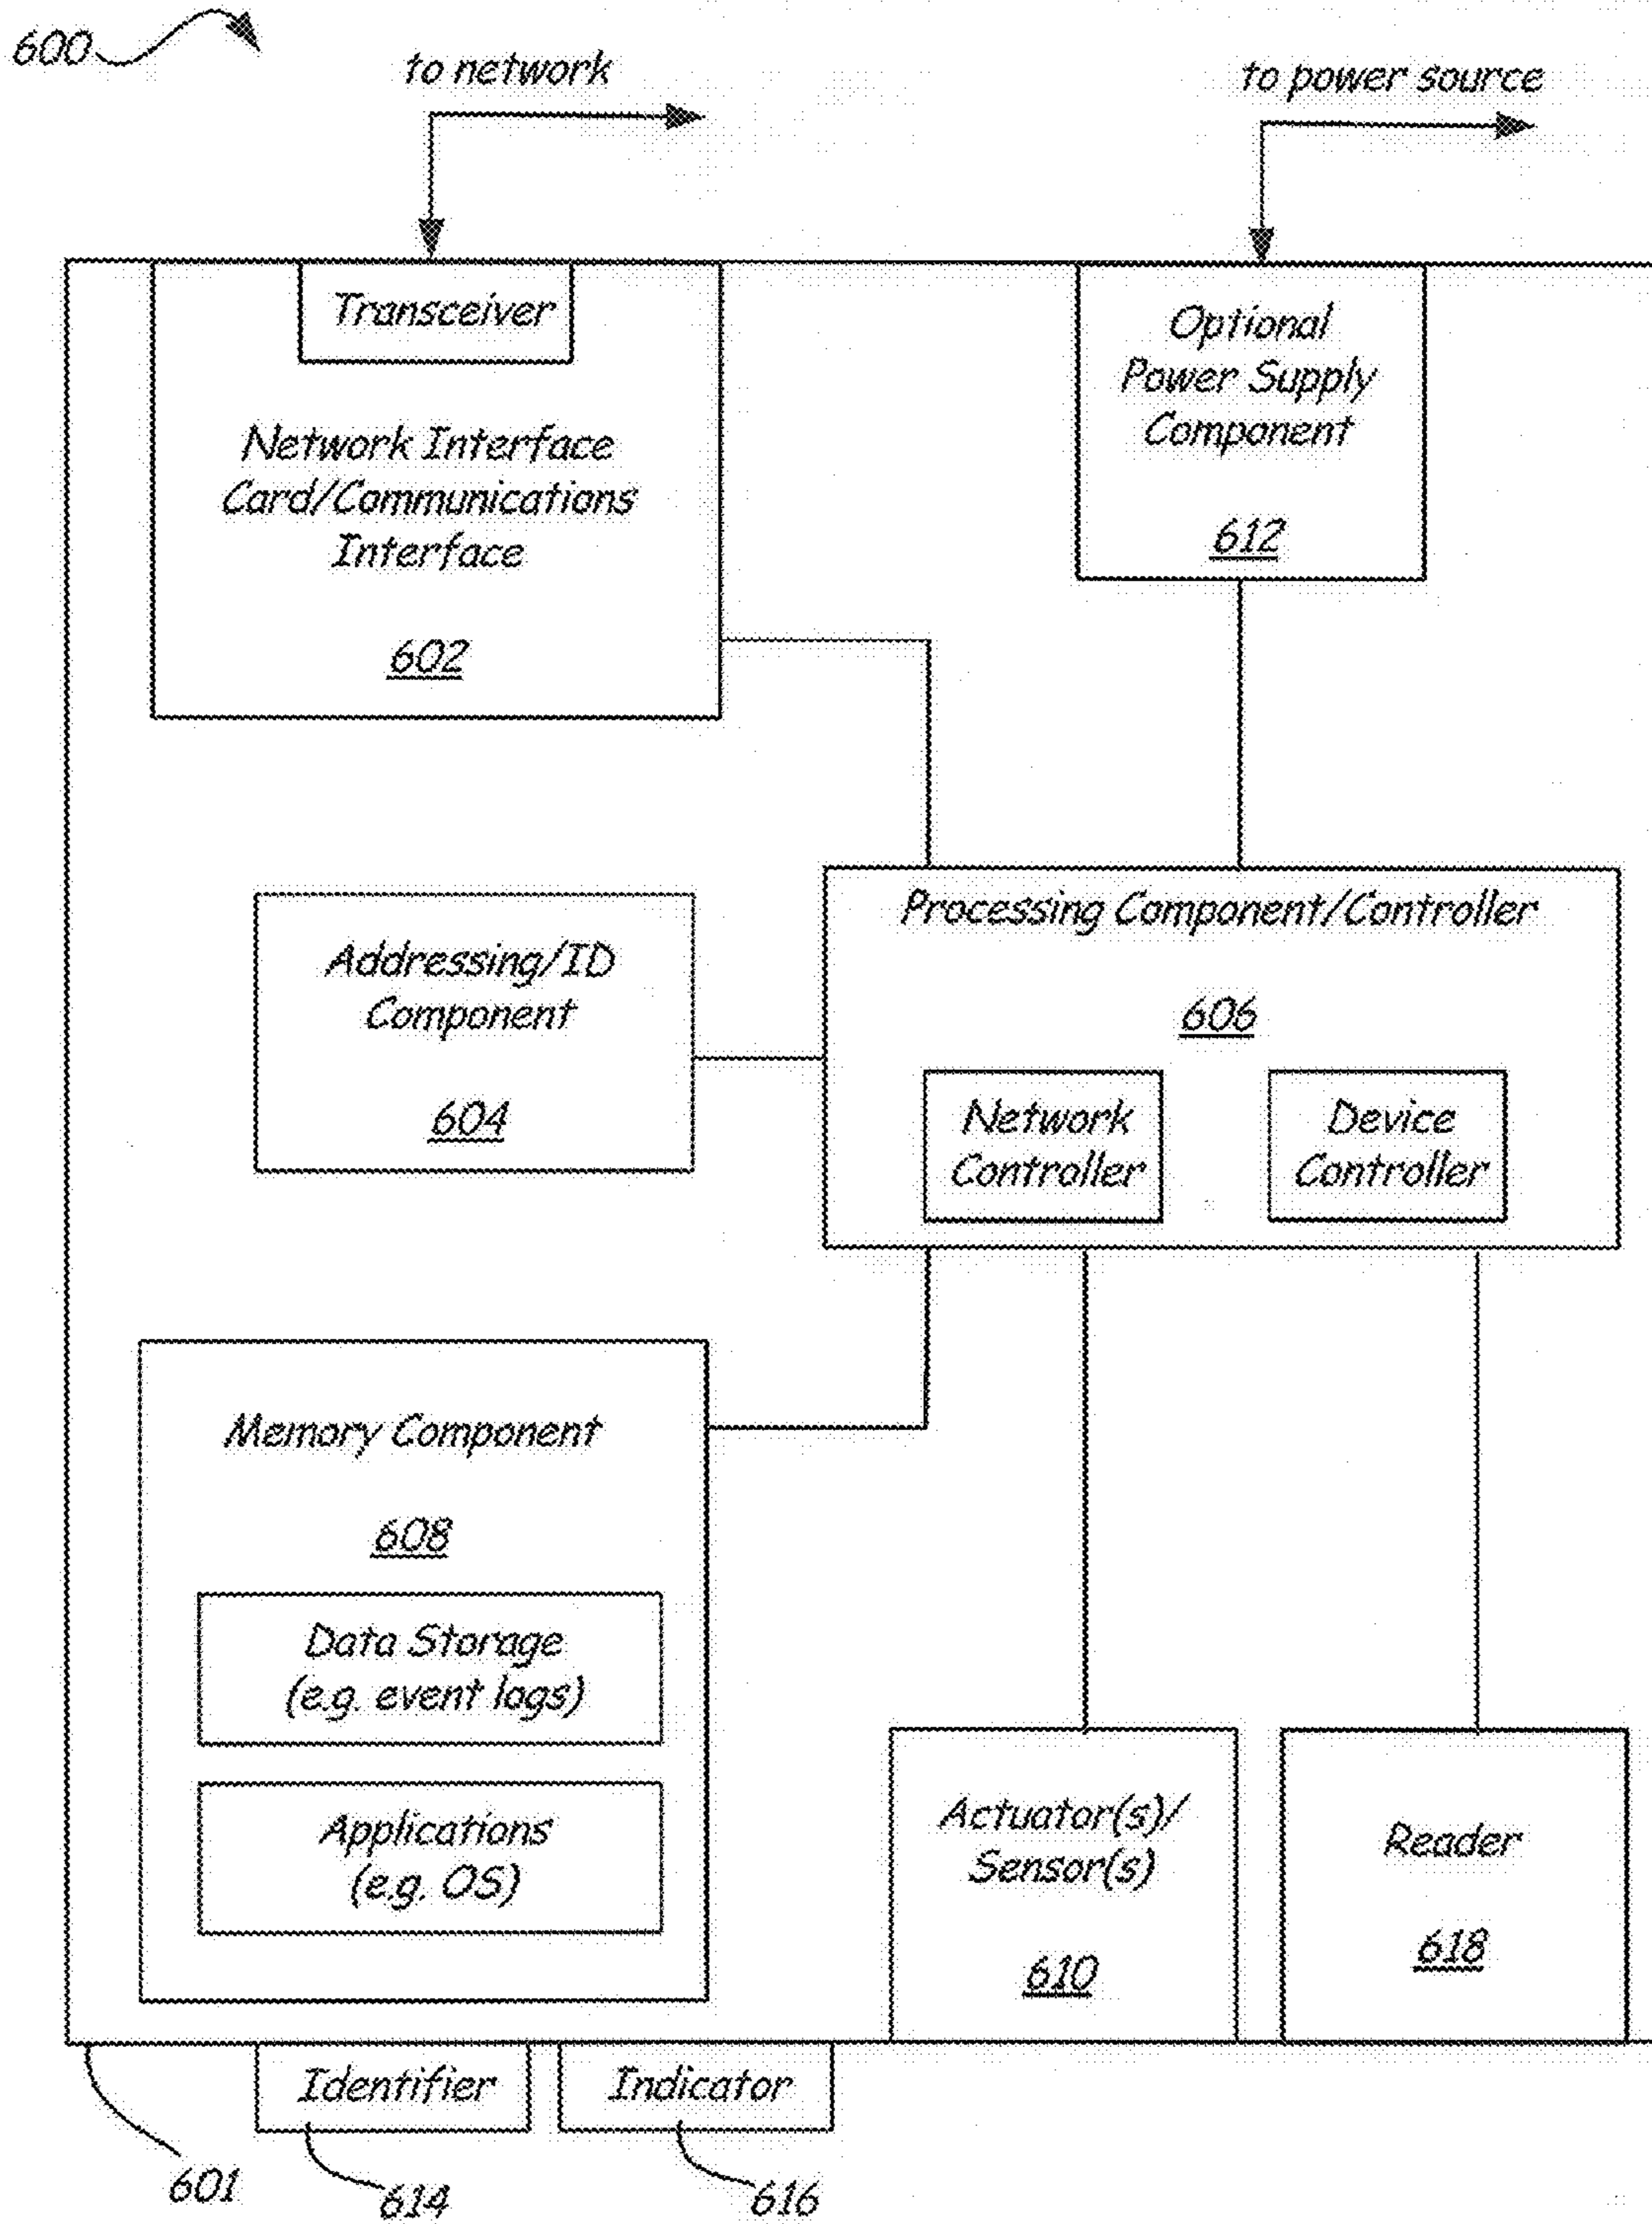 600
to network
to power source
Transceiver
Network Interface
Card/Communications
Interface
602
Optional
Power Supply
Component
612
Addressing/ID
Component
604
Processing Component/Controller
606
Network
Controller
Device
Controller
Memory Component
608
Data Storage
(e.g. event logs)
Applications
(e.g. OS)
Actuator(s)/
Sensor(s)
610
Reader
618
Identifier
Indicator
601
614
616